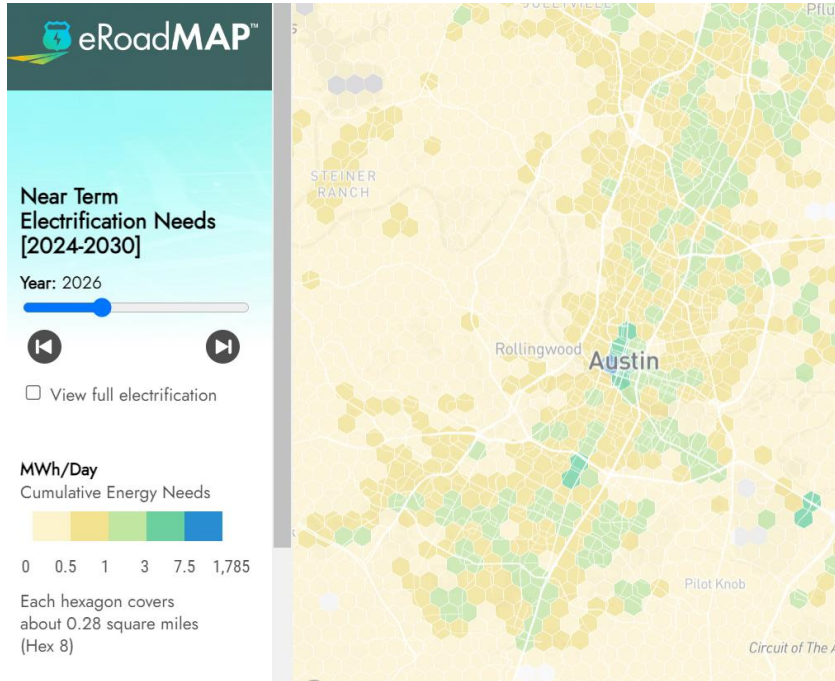 eRoadMAP™
Near Term
Electrification Needs
[2024-2030]
Year: 2026
View full electrification
MWh/Day
Cumulative Energy Needs
0 0.5 1 3 7.5 1,785
Each hexagon covers
about 0.28 square miles
(Hex 8)
JOLLYVILLE
Pflu
STEINER
RANCH
Rollingwood
Austin
Pilot Knob
Circuit of The A